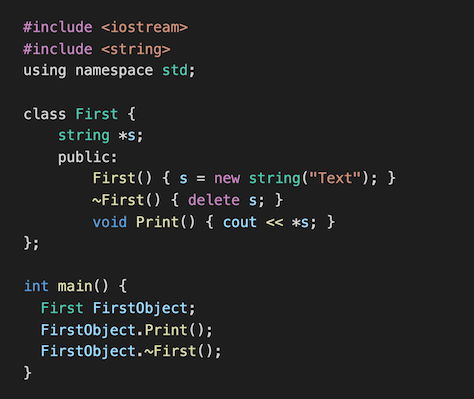 #include <iostream>
#include <string>
using namespace std;

class First {
    string *s;
    public:
        First() { s = new string("Text"); }
        ~First() { delete s; }
        void Print() { cout << *s; }
};

int main() {
  First FirstObject;
  FirstObject.Print();
  FirstObject.~First();
}